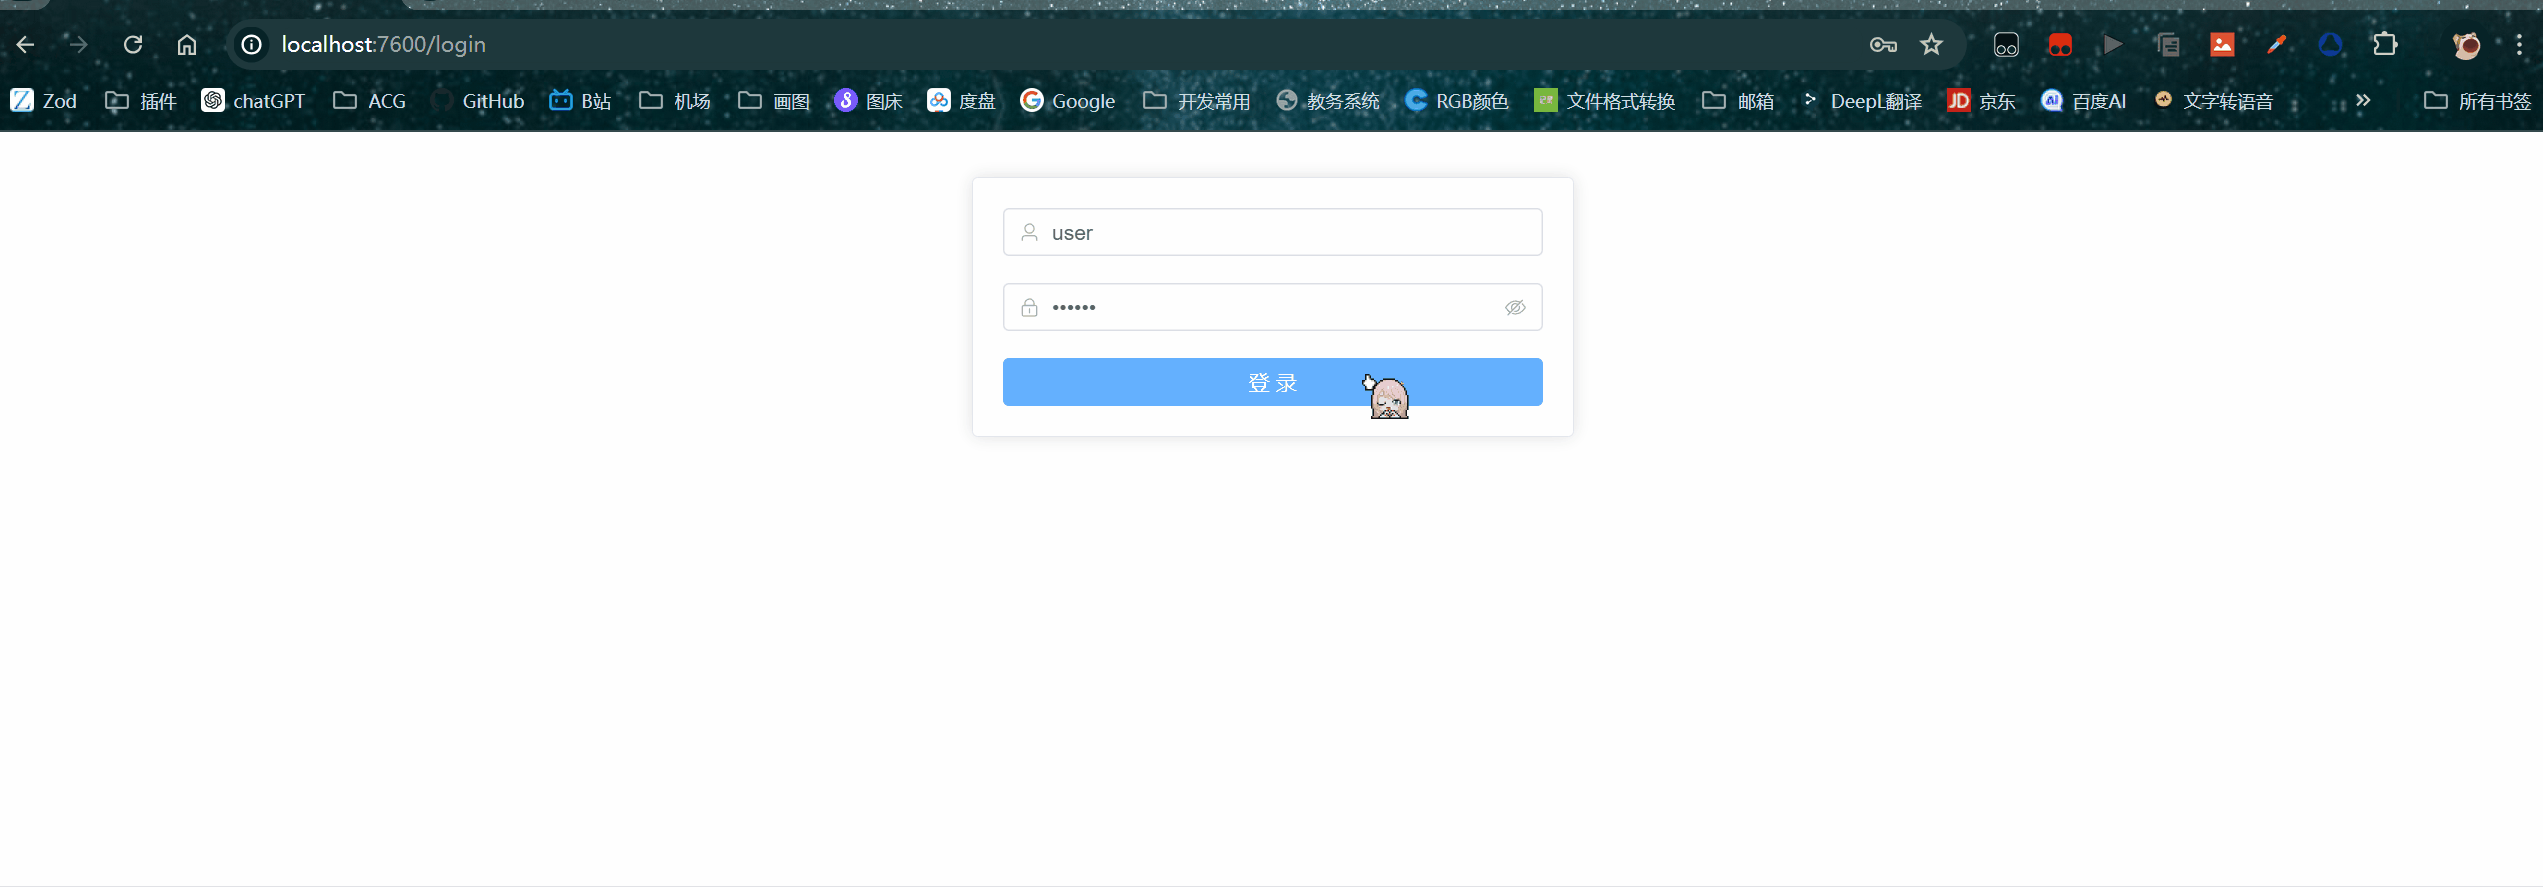 localhost:7600/login
Zod 插件 chatGPT ACG GitHub B站 机场 画图 图床 度盘 Google 开发常用 教务系统 RGB颜色 文件格式转换 邮箱 DeepL翻译 JD 京东 百度AI 文字转语音 所有书签
user
••••••
登 录